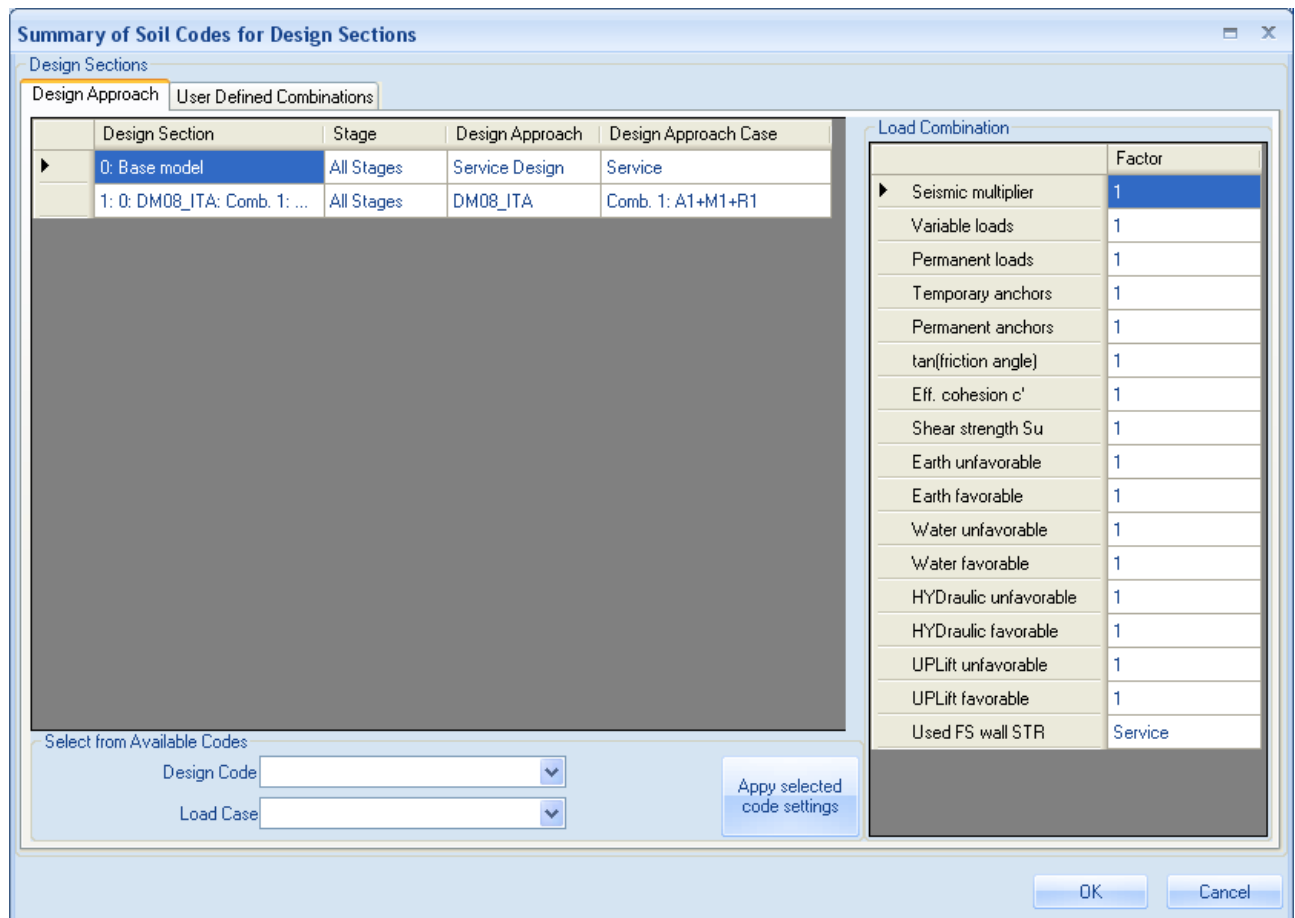 Summary of Soil Codes for Design Sections
Design Sections
Design Approach User Defined Combinations
Design Section Stage Design Approach Design Approach Case
0: Base model All Stages Service Design Service
1: 0: DM08_ITA: Comb. 1: ... All Stages DM08_ITA Comb. 1: A1+M1+R1
Load Combination
Factor
Seismic multiplier 1
Variable loads 1
Permanent loads 1
Temporary anchors 1
Permanent anchors 1
tan(friction angle) 1
Eff. cohesion c' 1
Shear strength Su 1
Earth unfavorable 1
Earth favorable 1
Water unfavorable 1
Water favorable 1
HYDraulic unfavorable 1
HYDraulic favorable 1
UPLift unfavorable 1
UPLift favorable 1
Used FS wall STR Service
Select from Available Codes
Design Code
Load Case
Appy selected
code settings
OK Cancel